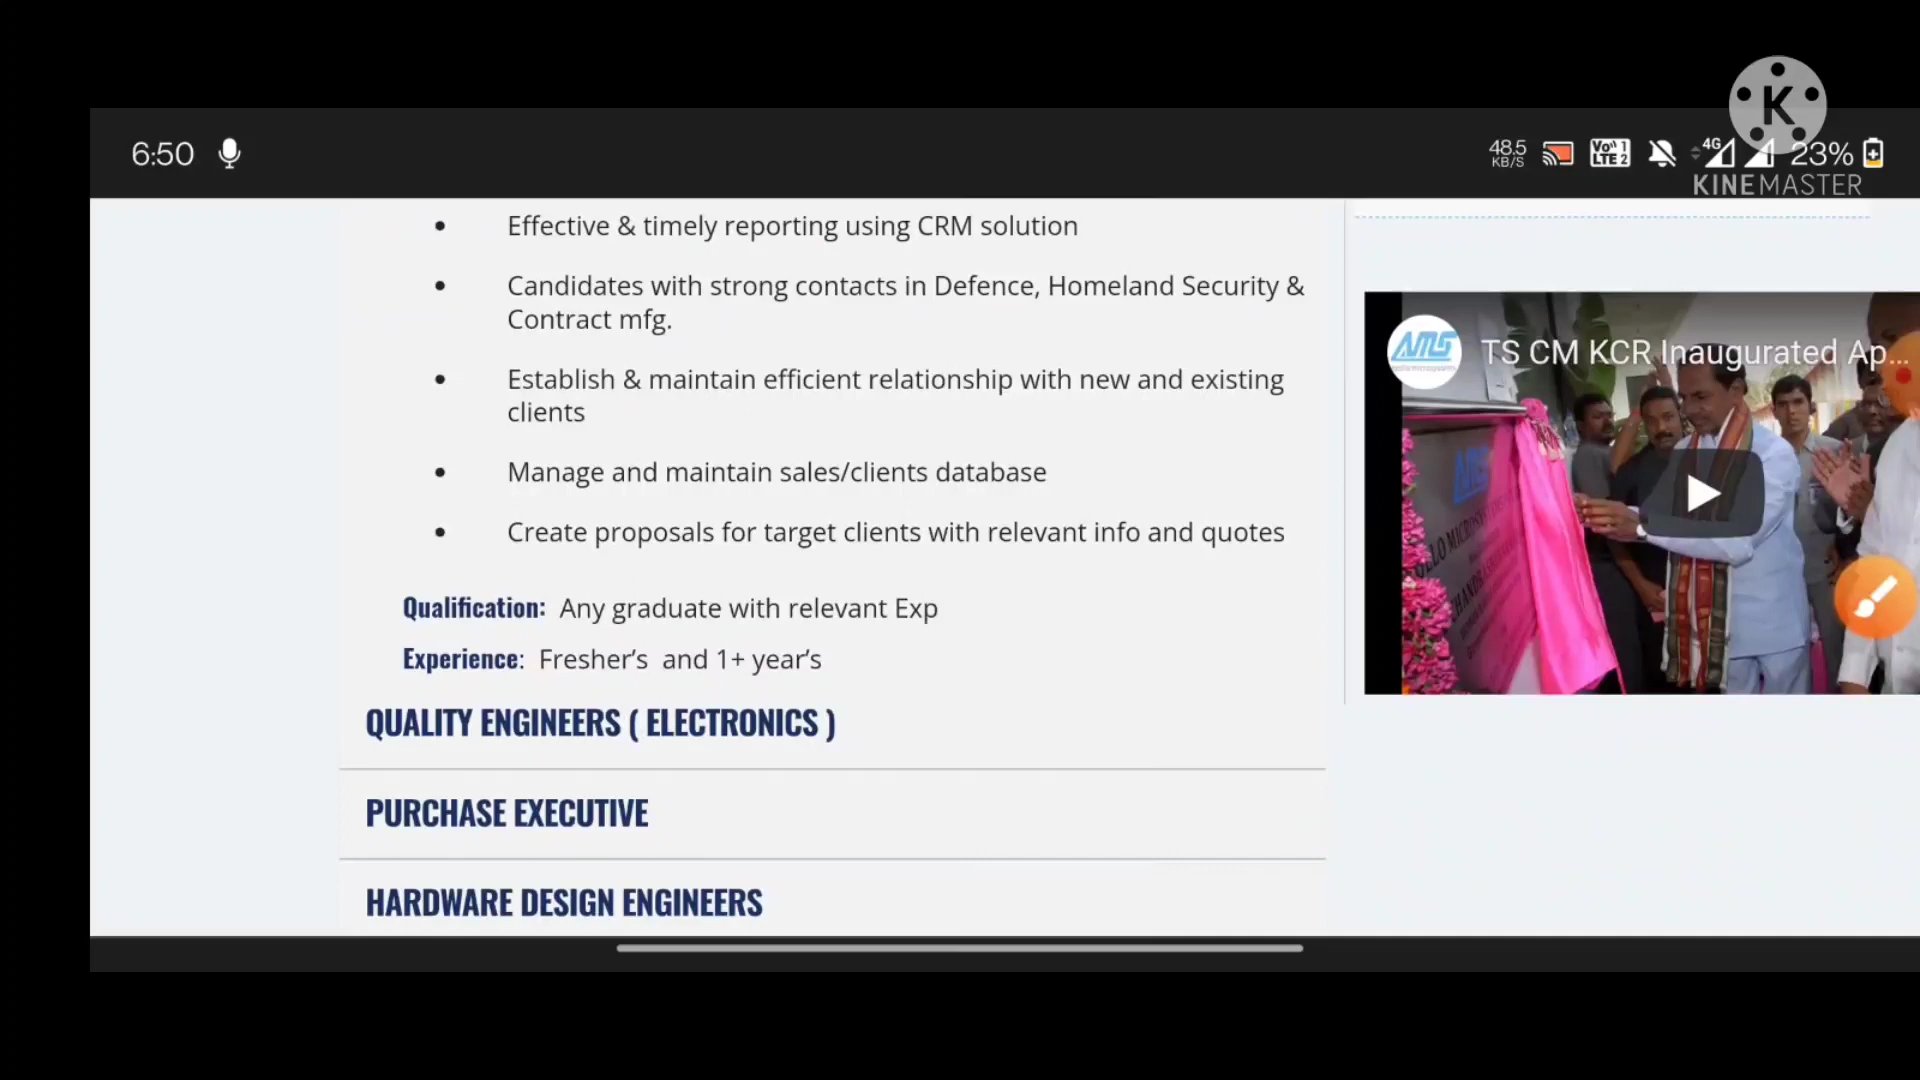 6:50
48.5
KB/S
Vo 1
LTE 2
4G
23%
K
KINEMASTER
Effective & timely reporting using CRM solution
Candidates with strong contacts in Defence, Homeland Security &
Contract mfg.
Establish & maintain efficient relationship with new and existing
clients
Manage and maintain sales/clients database
Create proposals for target clients with relevant info and quotes
Qualification: Any graduate with relevant Exp
Experience: Fresher’s and 1+ year’s
QUALITY ENGINEERS ( ELECTRONICS )
PURCHASE EXECUTIVE
HARDWARE DESIGN ENGINEERS
AMS
TS CM KCR Inaugurated Ap...
AMS